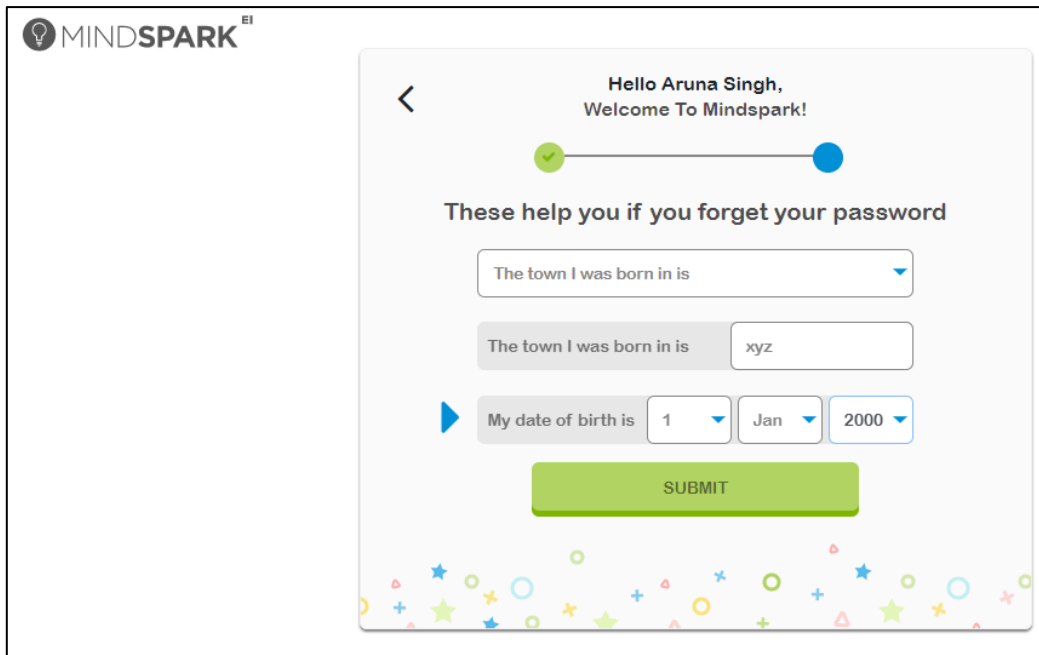 MINDSPARK EI
Hello Aruna Singh,
Welcome To Mindspark!
These help you if you forget your password
The town I was born in is
The town I was born in is xyz
My date of birth is 1 Jan 2000
SUBMIT